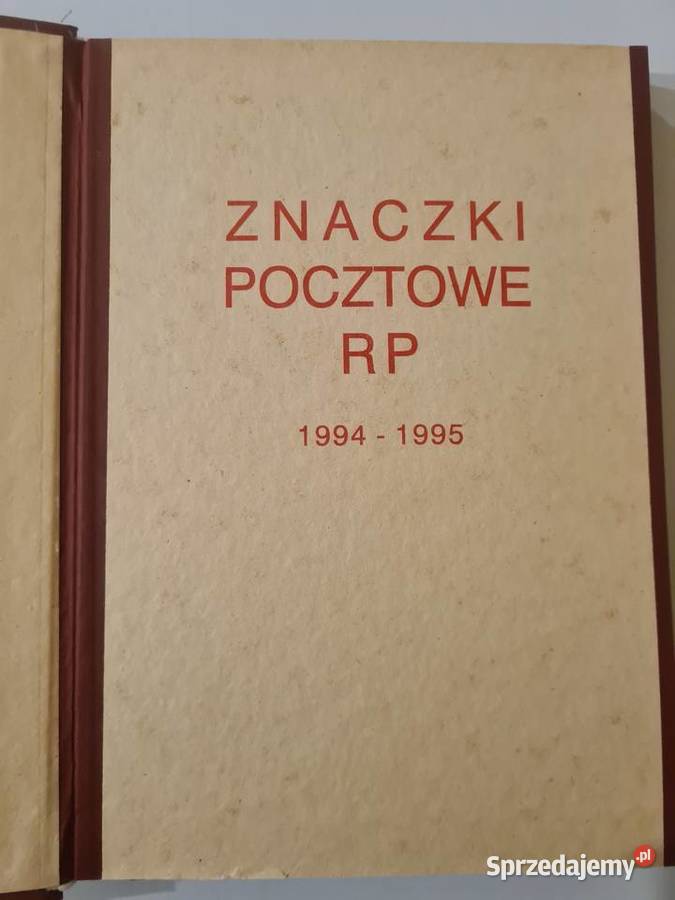 ZNACZKI
POCZTOWE
RP
1994 - 1995
Sprzedajemy.pl